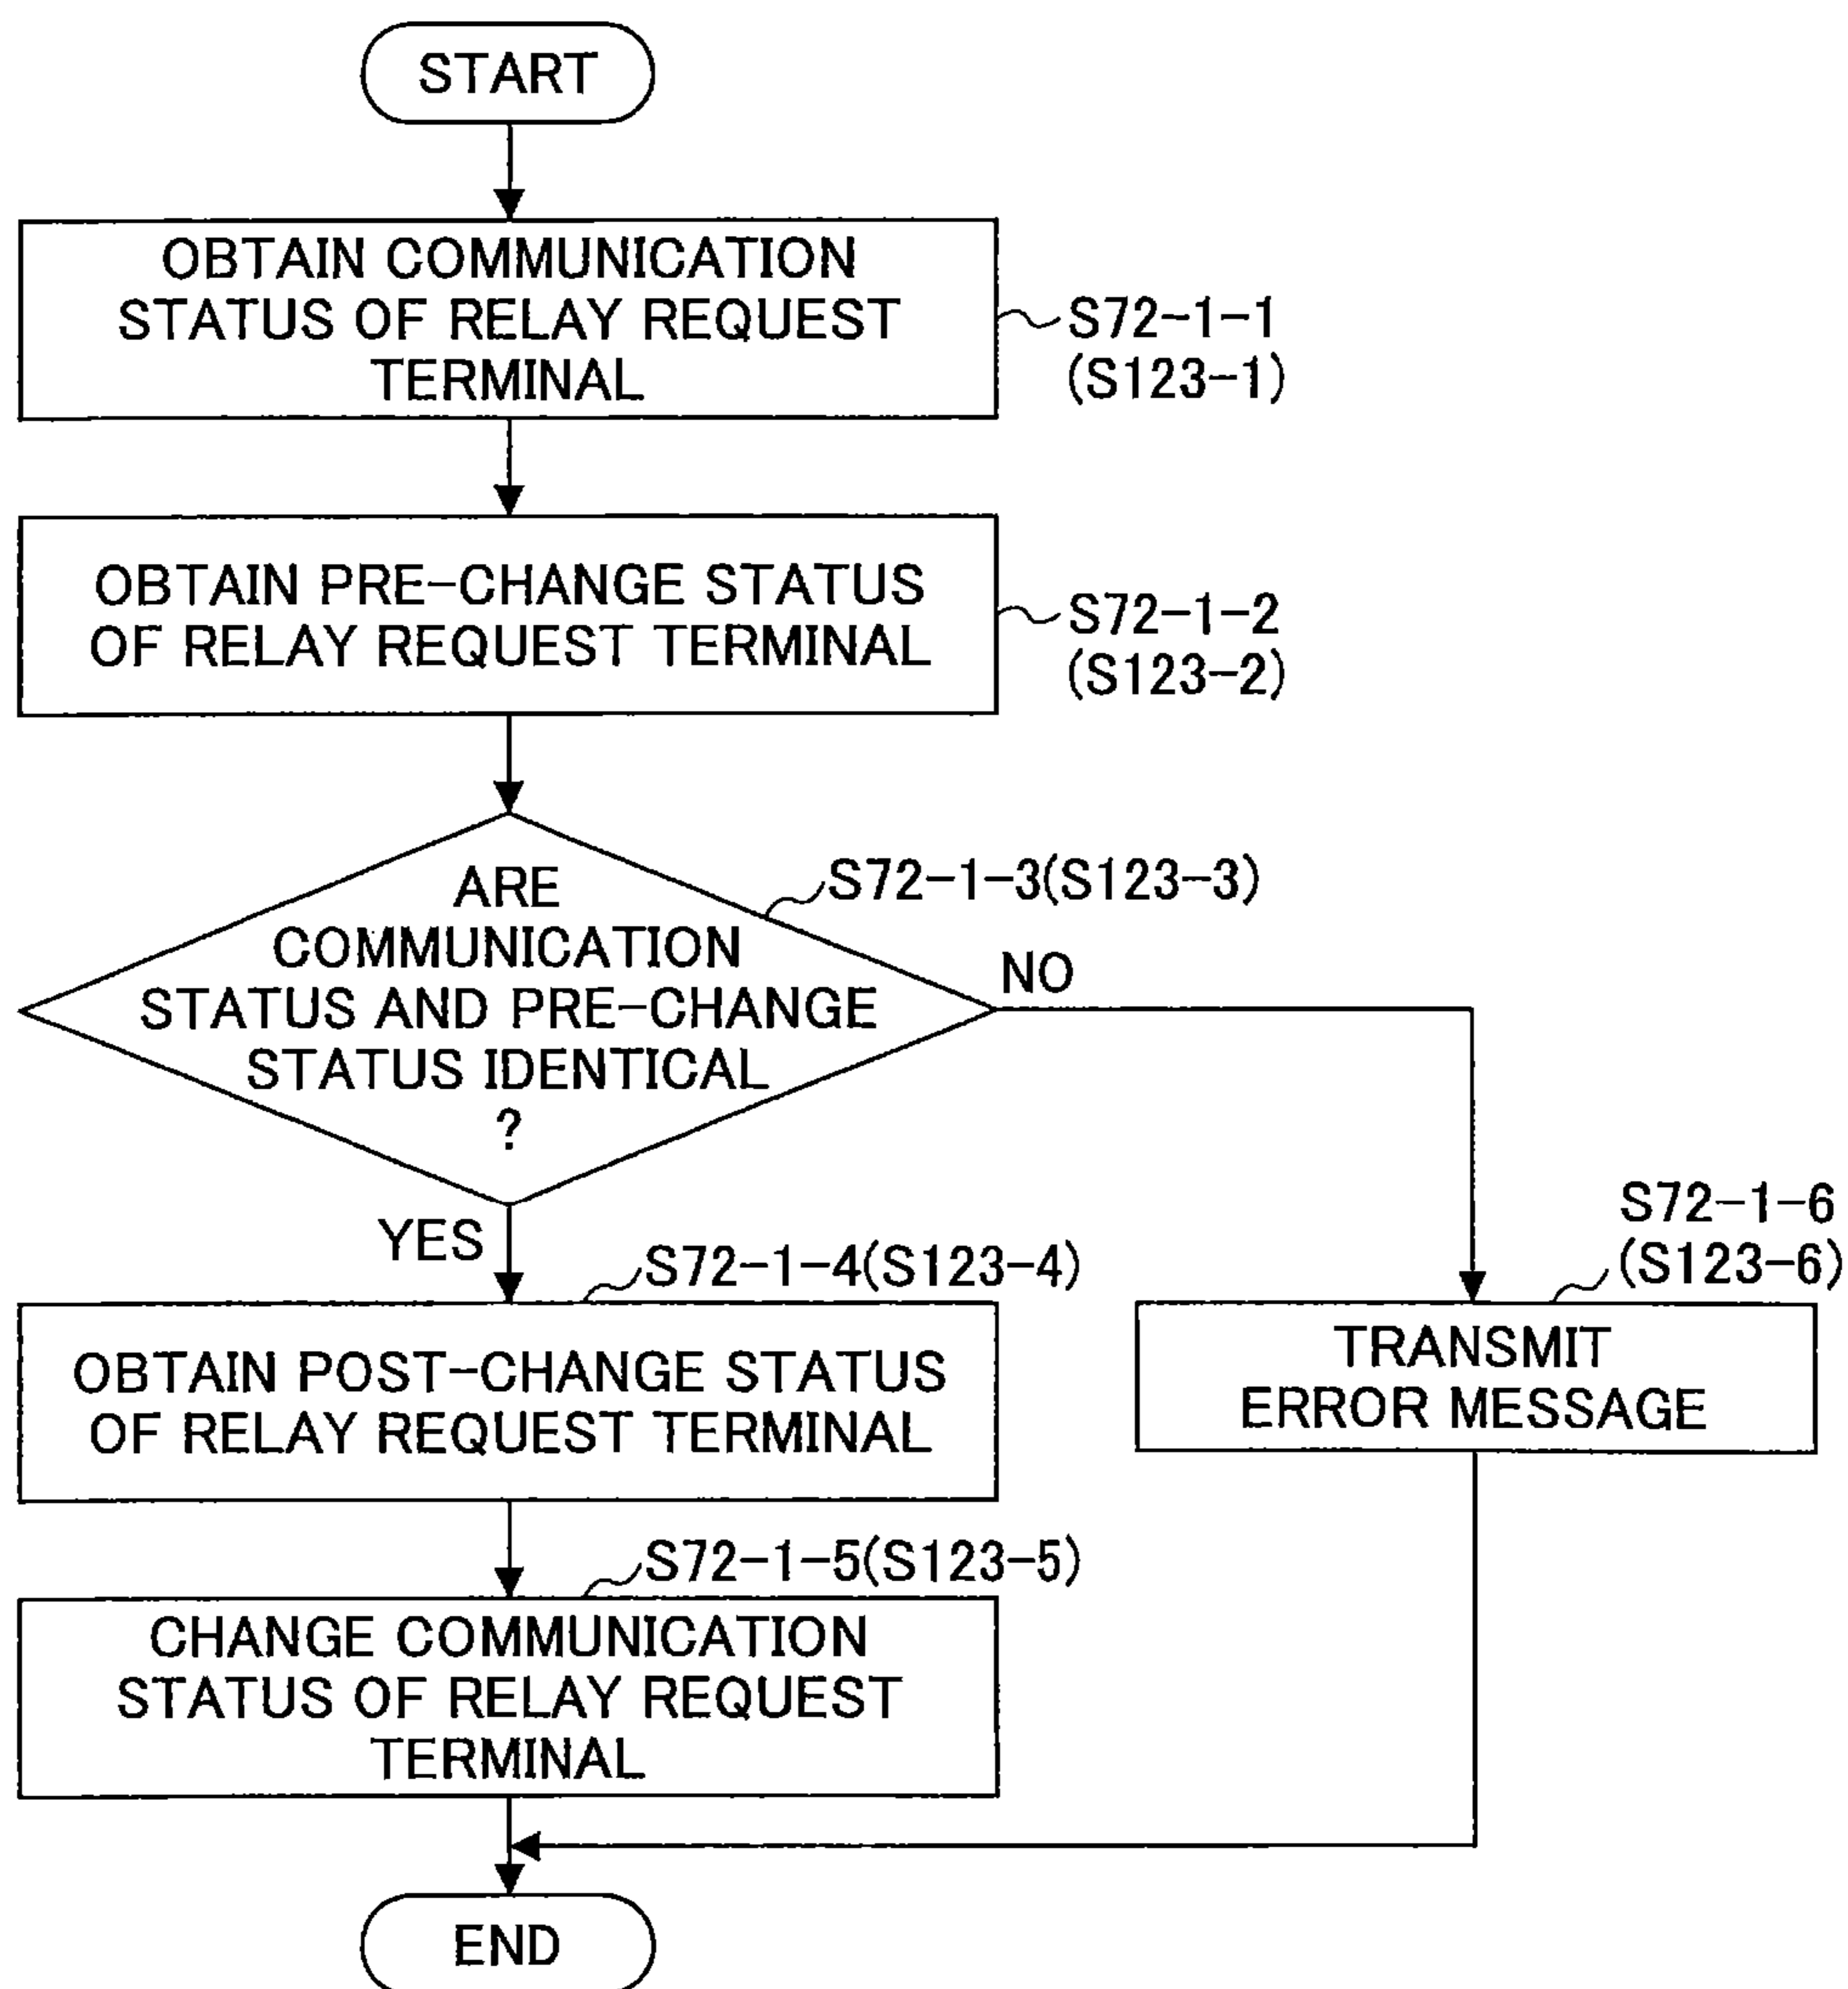 START
OBTAIN COMMUNICATION
STATUS OF RELAY REQUEST
TERMINAL
S72-1-1
(S123-1)
OBTAIN PRE-CHANGE STATUS
OF RELAY REQUEST TERMINAL
S72-1-2
(S123-2)
ARE
COMMUNICATION
STATUS AND PRE-CHANGE
STATUS IDENTICAL
?
S72-1-3(S123-3)
NO
YES
S72-1-4(S123-4)
OBTAIN POST-CHANGE STATUS
OF RELAY REQUEST TERMINAL
S72-1-6
(S123-6)
TRANSMIT
ERROR MESSAGE
S72-1-5(S123-5)
CHANGE COMMUNICATION
STATUS OF RELAY REQUEST
TERMINAL
END